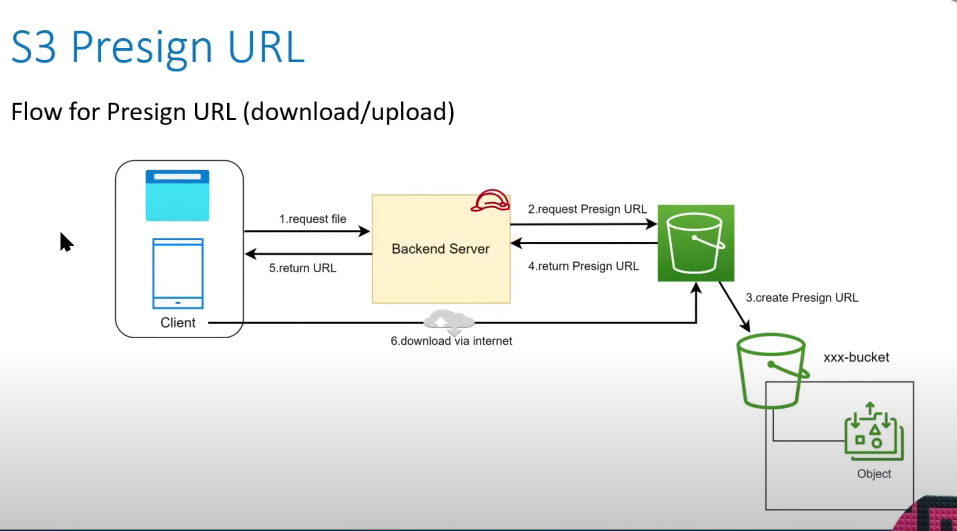 S3 Presign URL
Flow for Presign URL (download/upload)
1.request file
2.request Presign URL
Backend Server
5.return URL
4.return Presign URL
3.create Presign URL
Client
6.download via internet
xxx-bucket
Object